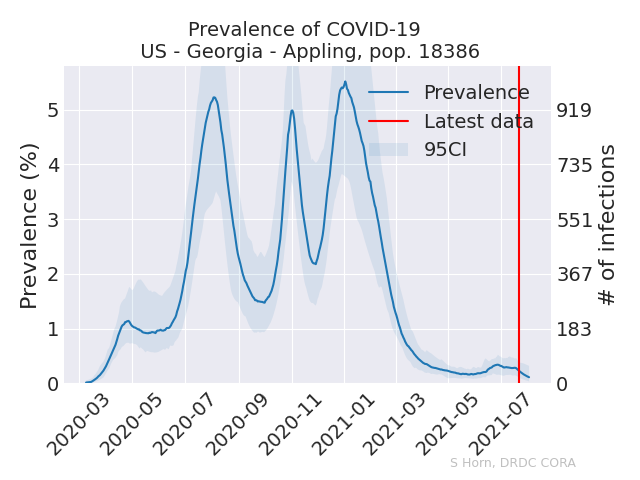 Prevalence of COVID-19
US - Georgia - Appling, pop. 18386
Prevalence (%)
5
4
3
2
1
0
Prevalence
Latest data
95CI
919
735
551
367
183
0
# of infections
2020-03
2020-05
2020-07
2020-09
2020-11
2021-01
2021-03
2021-05
2021-07
S Horn, DRDC CORA